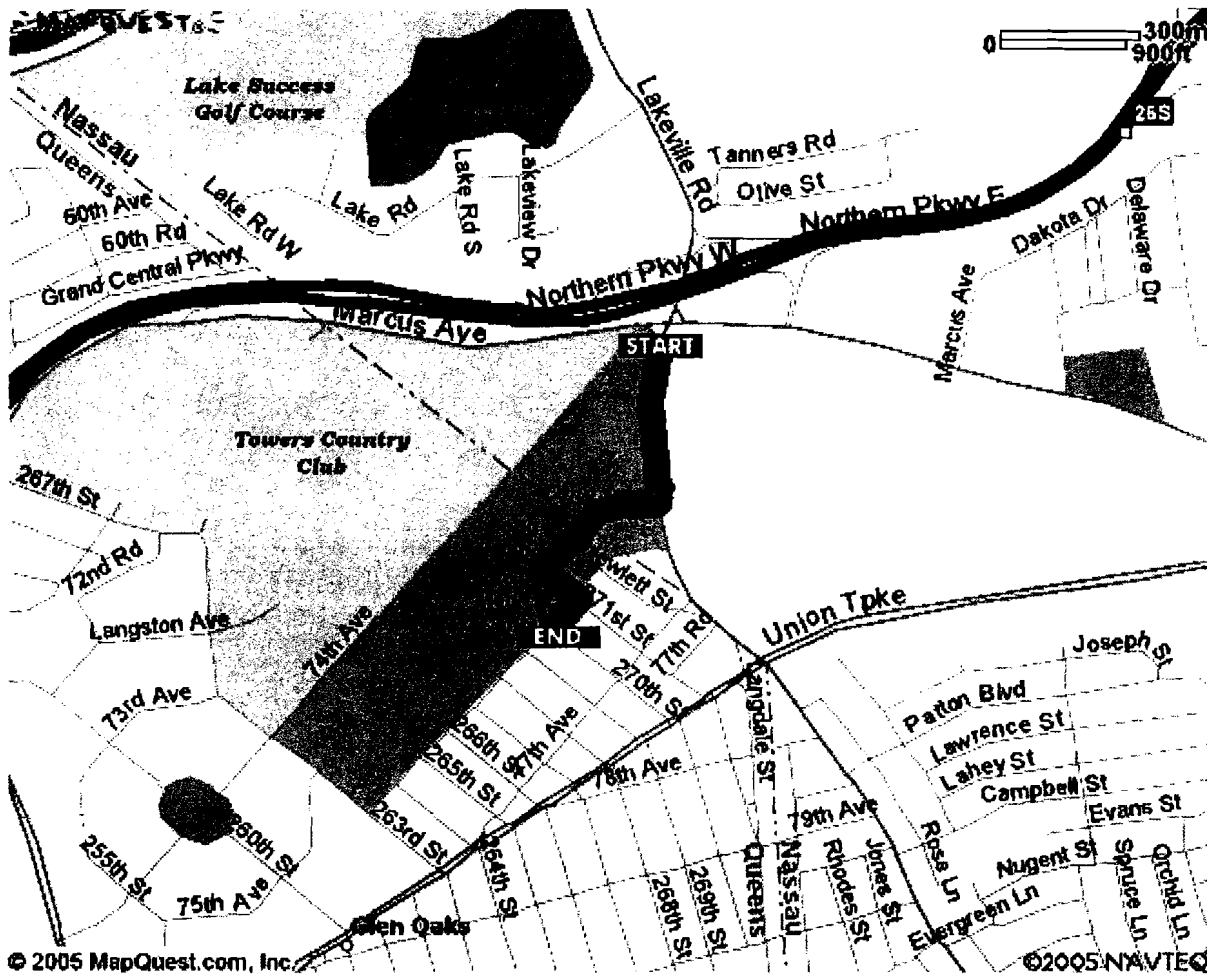 MAPQUEST
0
300m
900ft
Lake Success
Golf Course
Lakeville Rd
25S
Nassau
Queens
Tanners Rd
Olive St
60th Ave
60th Rd
Lake Rd W
Lake Rd
Lake Rd S
Lakeview Dr
Northern Pkwy E
Dakota Dr
Delaware Dr
Grand Central Pkwy
Northern Pkwy W
Marcus Ave
START
Marcus Ave
Towers Country
Club
267th St
72nd Rd
Langston Ave
74th Ave
73rd Ave
wlett St
271st St
77th Rd
270th St
Union Tpke
END
Joseph St
Patton Blvd
Lawrence St
Lahey St
Campbell St
Evans St
266th St
77th Ave
265th St
78th Ave
Langdale St
79th Ave
263rd St
264th St
260th St
255th St
75th Ave
Glen Oaks
268th St
269th St
Queens
Nassau
Rhodes St
Jones St
Rose Ln
Nugent St
Evergreen Ln
Spruce Ln
Orchid Ln
© 2005 MapQuest.com, Inc.
©2005 NAVTEQ